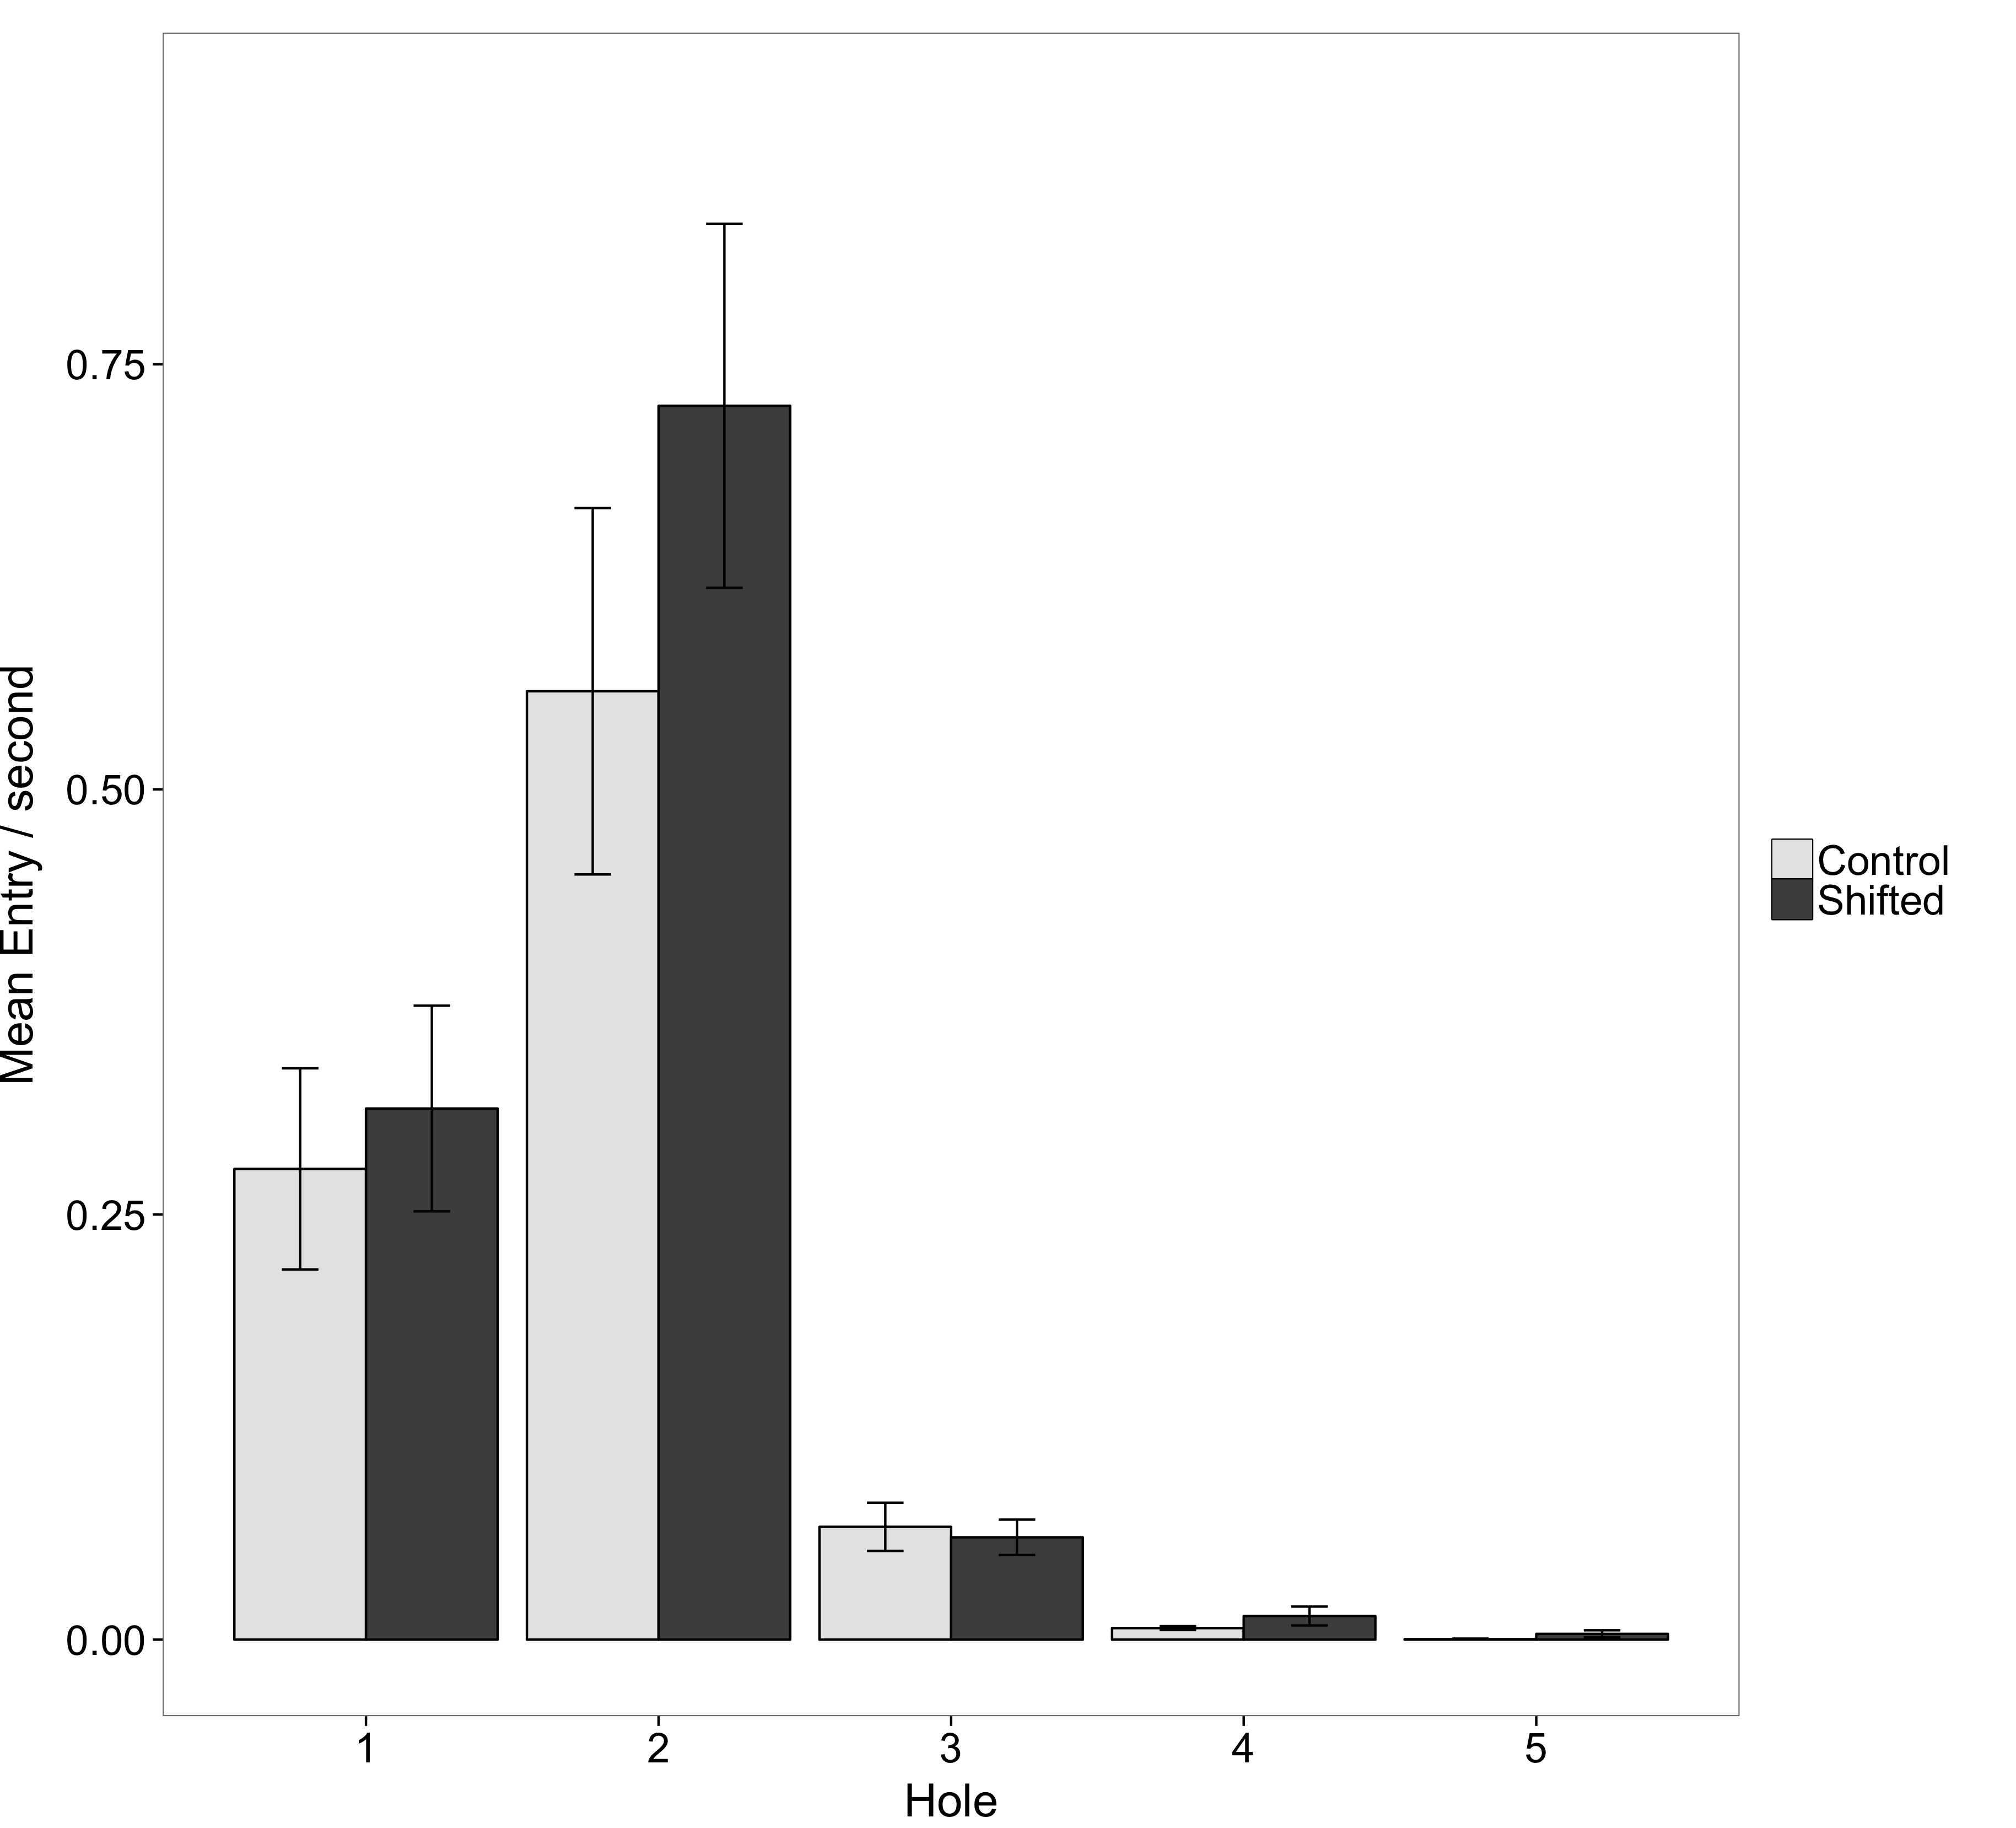 Mean Entry / second
0.75
0.50
0.25
0.00
1 2 3 4 5
Hole
Control
Shifted